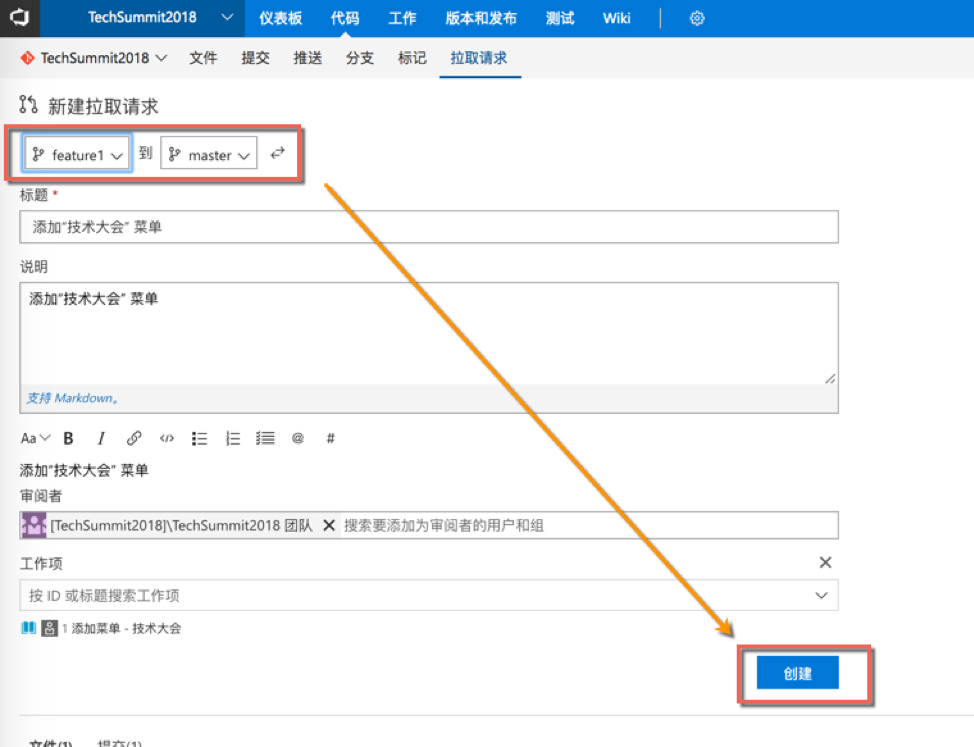 TechSummit2018 仪表板 代码 工作 版本和发布 测试 Wiki
TechSummit2018 文件 提交 推送 分支 标记 拉取请求
新建拉取请求
feature1 到 master
标题 *
添加"技术大会" 菜单
说明
添加"技术大会" 菜单
支持 Markdown。
Aa B I </> @ #
添加"技术大会" 菜单
审阅者
[TechSummit2018]\TechSummit2018 团队 搜索要添加为审阅者的用户和组
工作项
按 ID 或标题搜索工作项
1 添加菜单 - 技术大会
创建
文件(1) 提交(1)